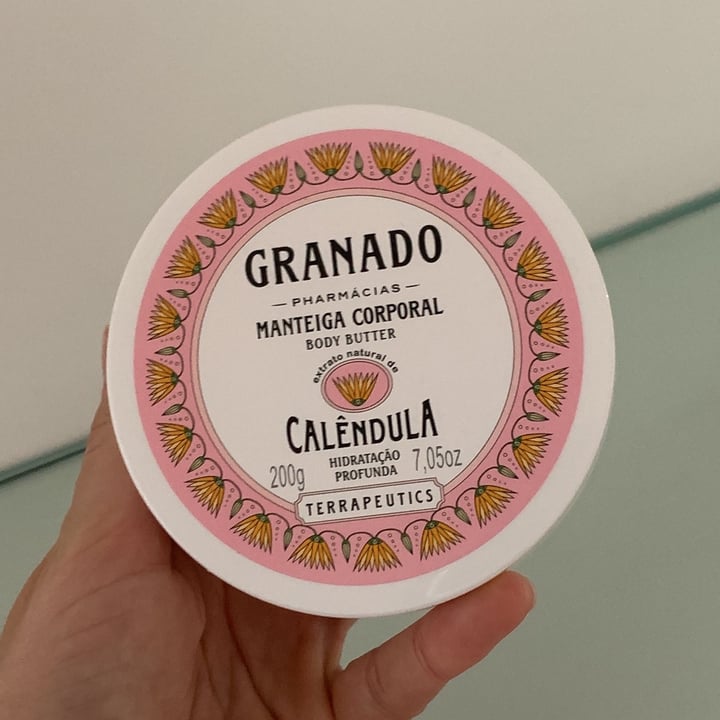 GRANADO
PHARMÁCIAS
MANTEIGA CORPORAL
BODY BUTTER
extrato natural de
CALÊNDULA
200g HIDRATAÇÃO PROFUNDA 7,05oz
TERRAPEUTICS